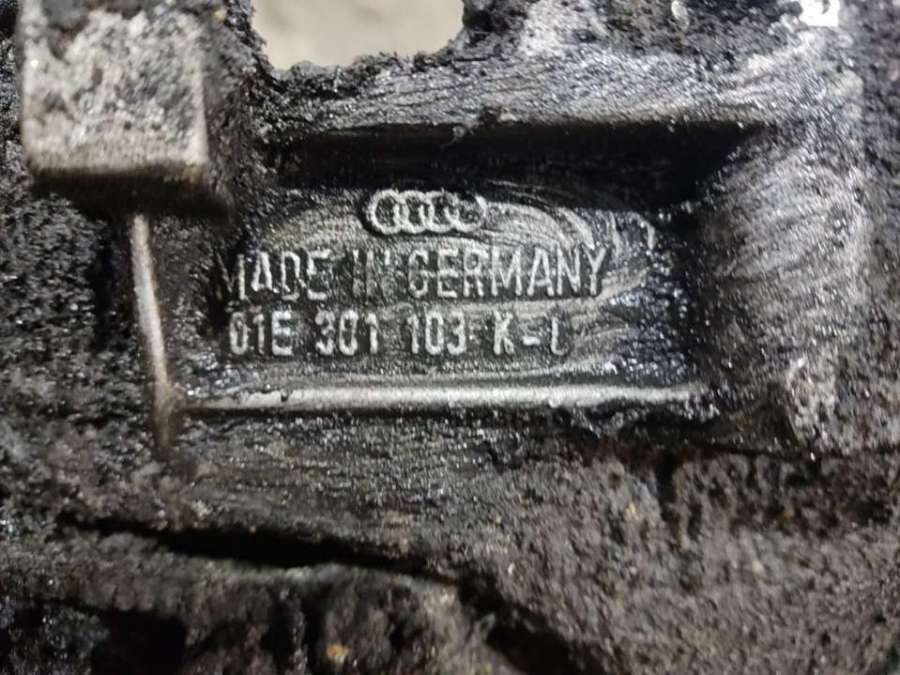 MADE IN GERMANY
01E 301 103 K-L